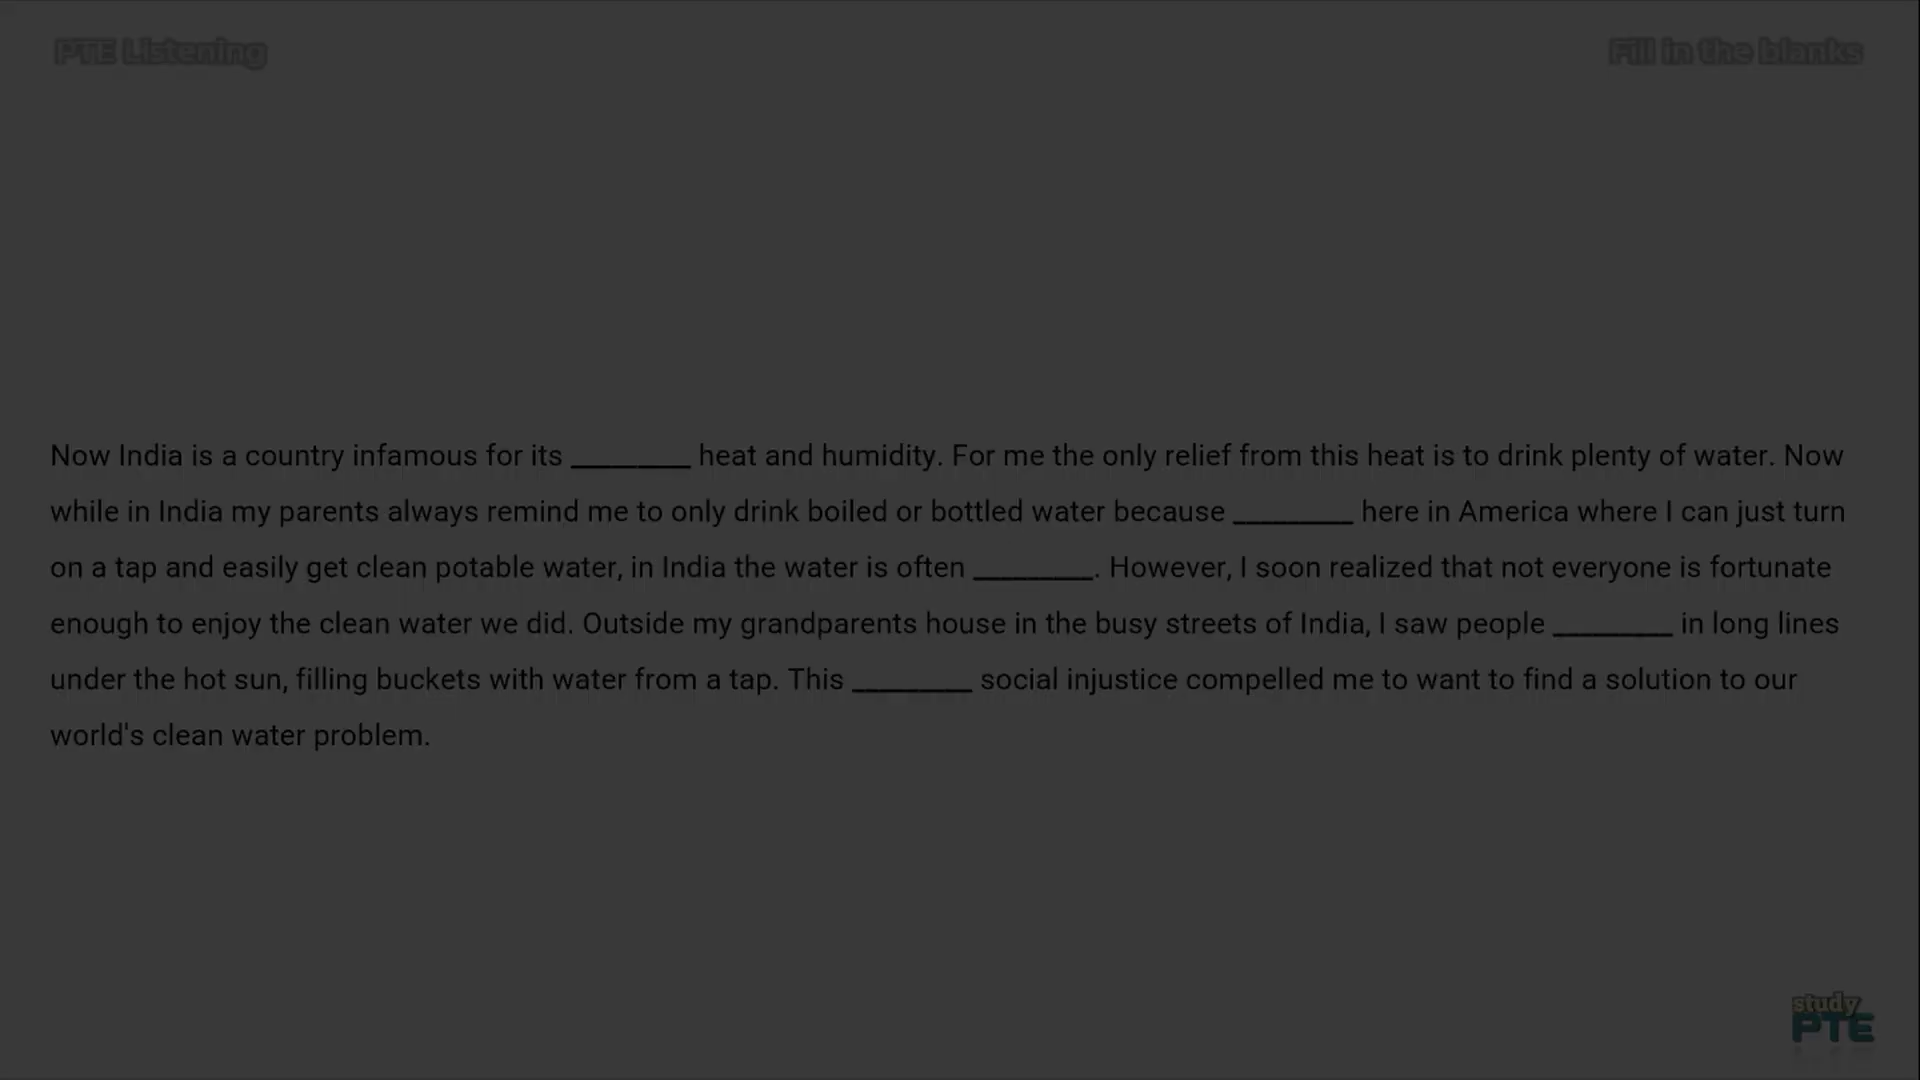 PTE Listening
Fill in the blanks
Now India is a country infamous for its ________ heat and humidity. For me the only relief from this heat is to drink plenty of water. Now
while in India my parents always remind me to only drink boiled or bottled water because ________ here in America where I can just turn
on a tap and easily get clean potable water, in India the water is often ________. However, I soon realized that not everyone is fortunate
enough to enjoy the clean water we did. Outside my grandparents house in the busy streets of India, I saw people ________ in long lines
under the hot sun, filling buckets with water from a tap. This ________ social injustice compelled me to want to find a solution to our
world's clean water problem.
study
PTE